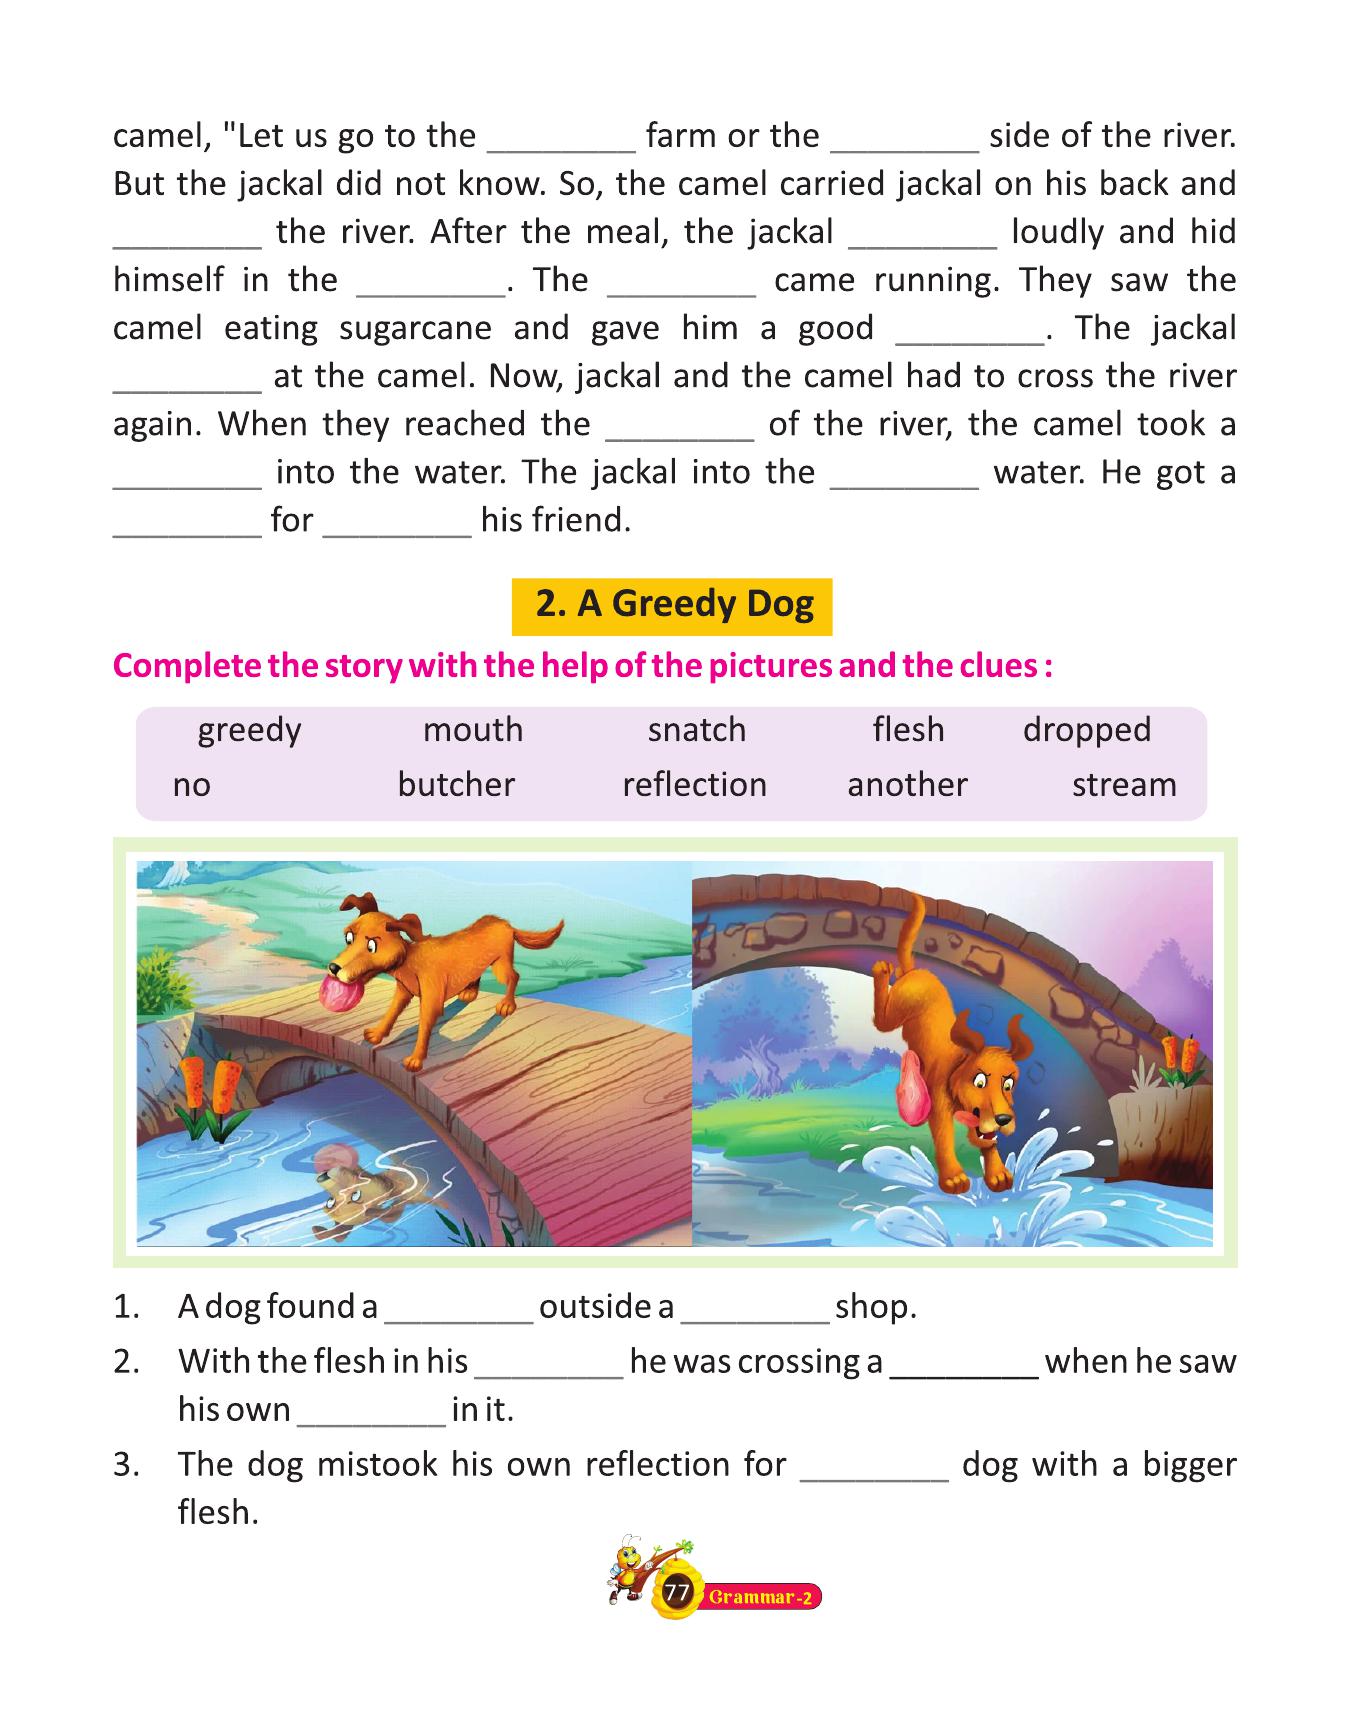 camel, "Let us go to the ________ farm or the ________ side of the river.
But the jackal did not know. So, the camel carried jackal on his back and
________ the river. After the meal, the jackal ________ loudly and hid
himself in the ________. The ________ came running. They saw the
camel eating sugarcane and gave him a good ________. The jackal
________ at the camel. Now, jackal and the camel had to cross the river
again. When they reached the ________ of the river, the camel took a
________ into the water. The jackal into the ________ water. He got a
________ for ________ his friend.
2. A Greedy Dog
Complete the story with the help of the pictures and the clues :
greedy mouth snatch flesh dropped
no butcher reflection another stream
1. A dog found a ________ outside a ________ shop.
2. With the flesh in his ________ he was crossing a ________ when he saw
his own ________ in it.
3. The dog mistook his own reflection for ________ dog with a bigger
flesh.
77 Grammar-2